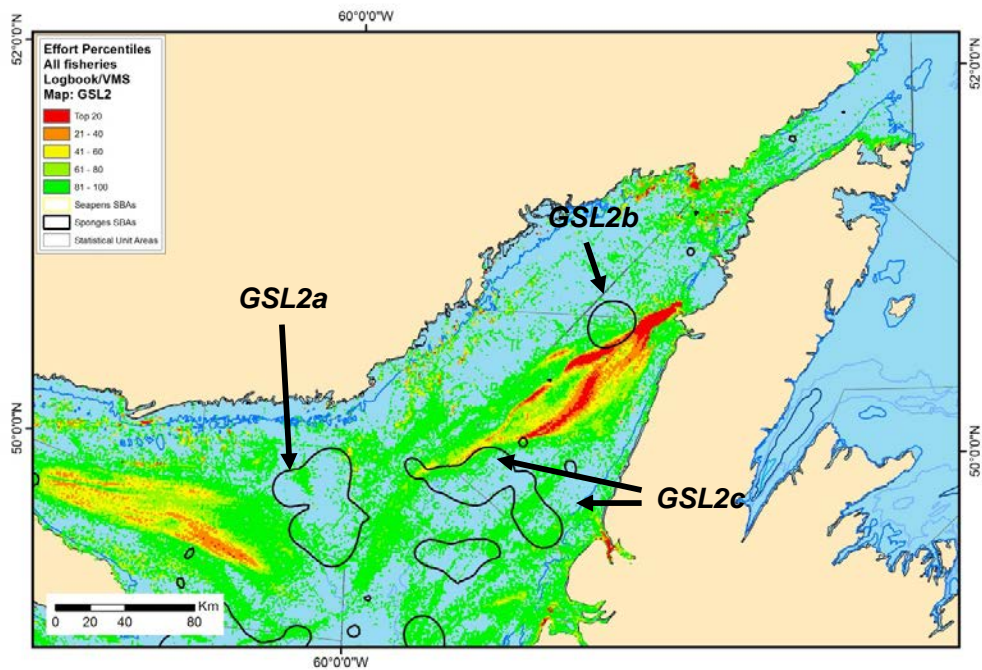 60°0'0"W
52°0'0"N
52°0'0"N
Effort Percentiles
All fisheries
Logbook/VMS
Map: GSL2
Top 20
21 - 40
41 - 60
61 - 80
81 - 100
Seapens SBAs
Sponges SBAs
Statistical Unit Areas
GSL2b
GSL2a
50°0'0"N
50°0'0"N
GSL2c
Km
0 20 40 80
60°0'0"W